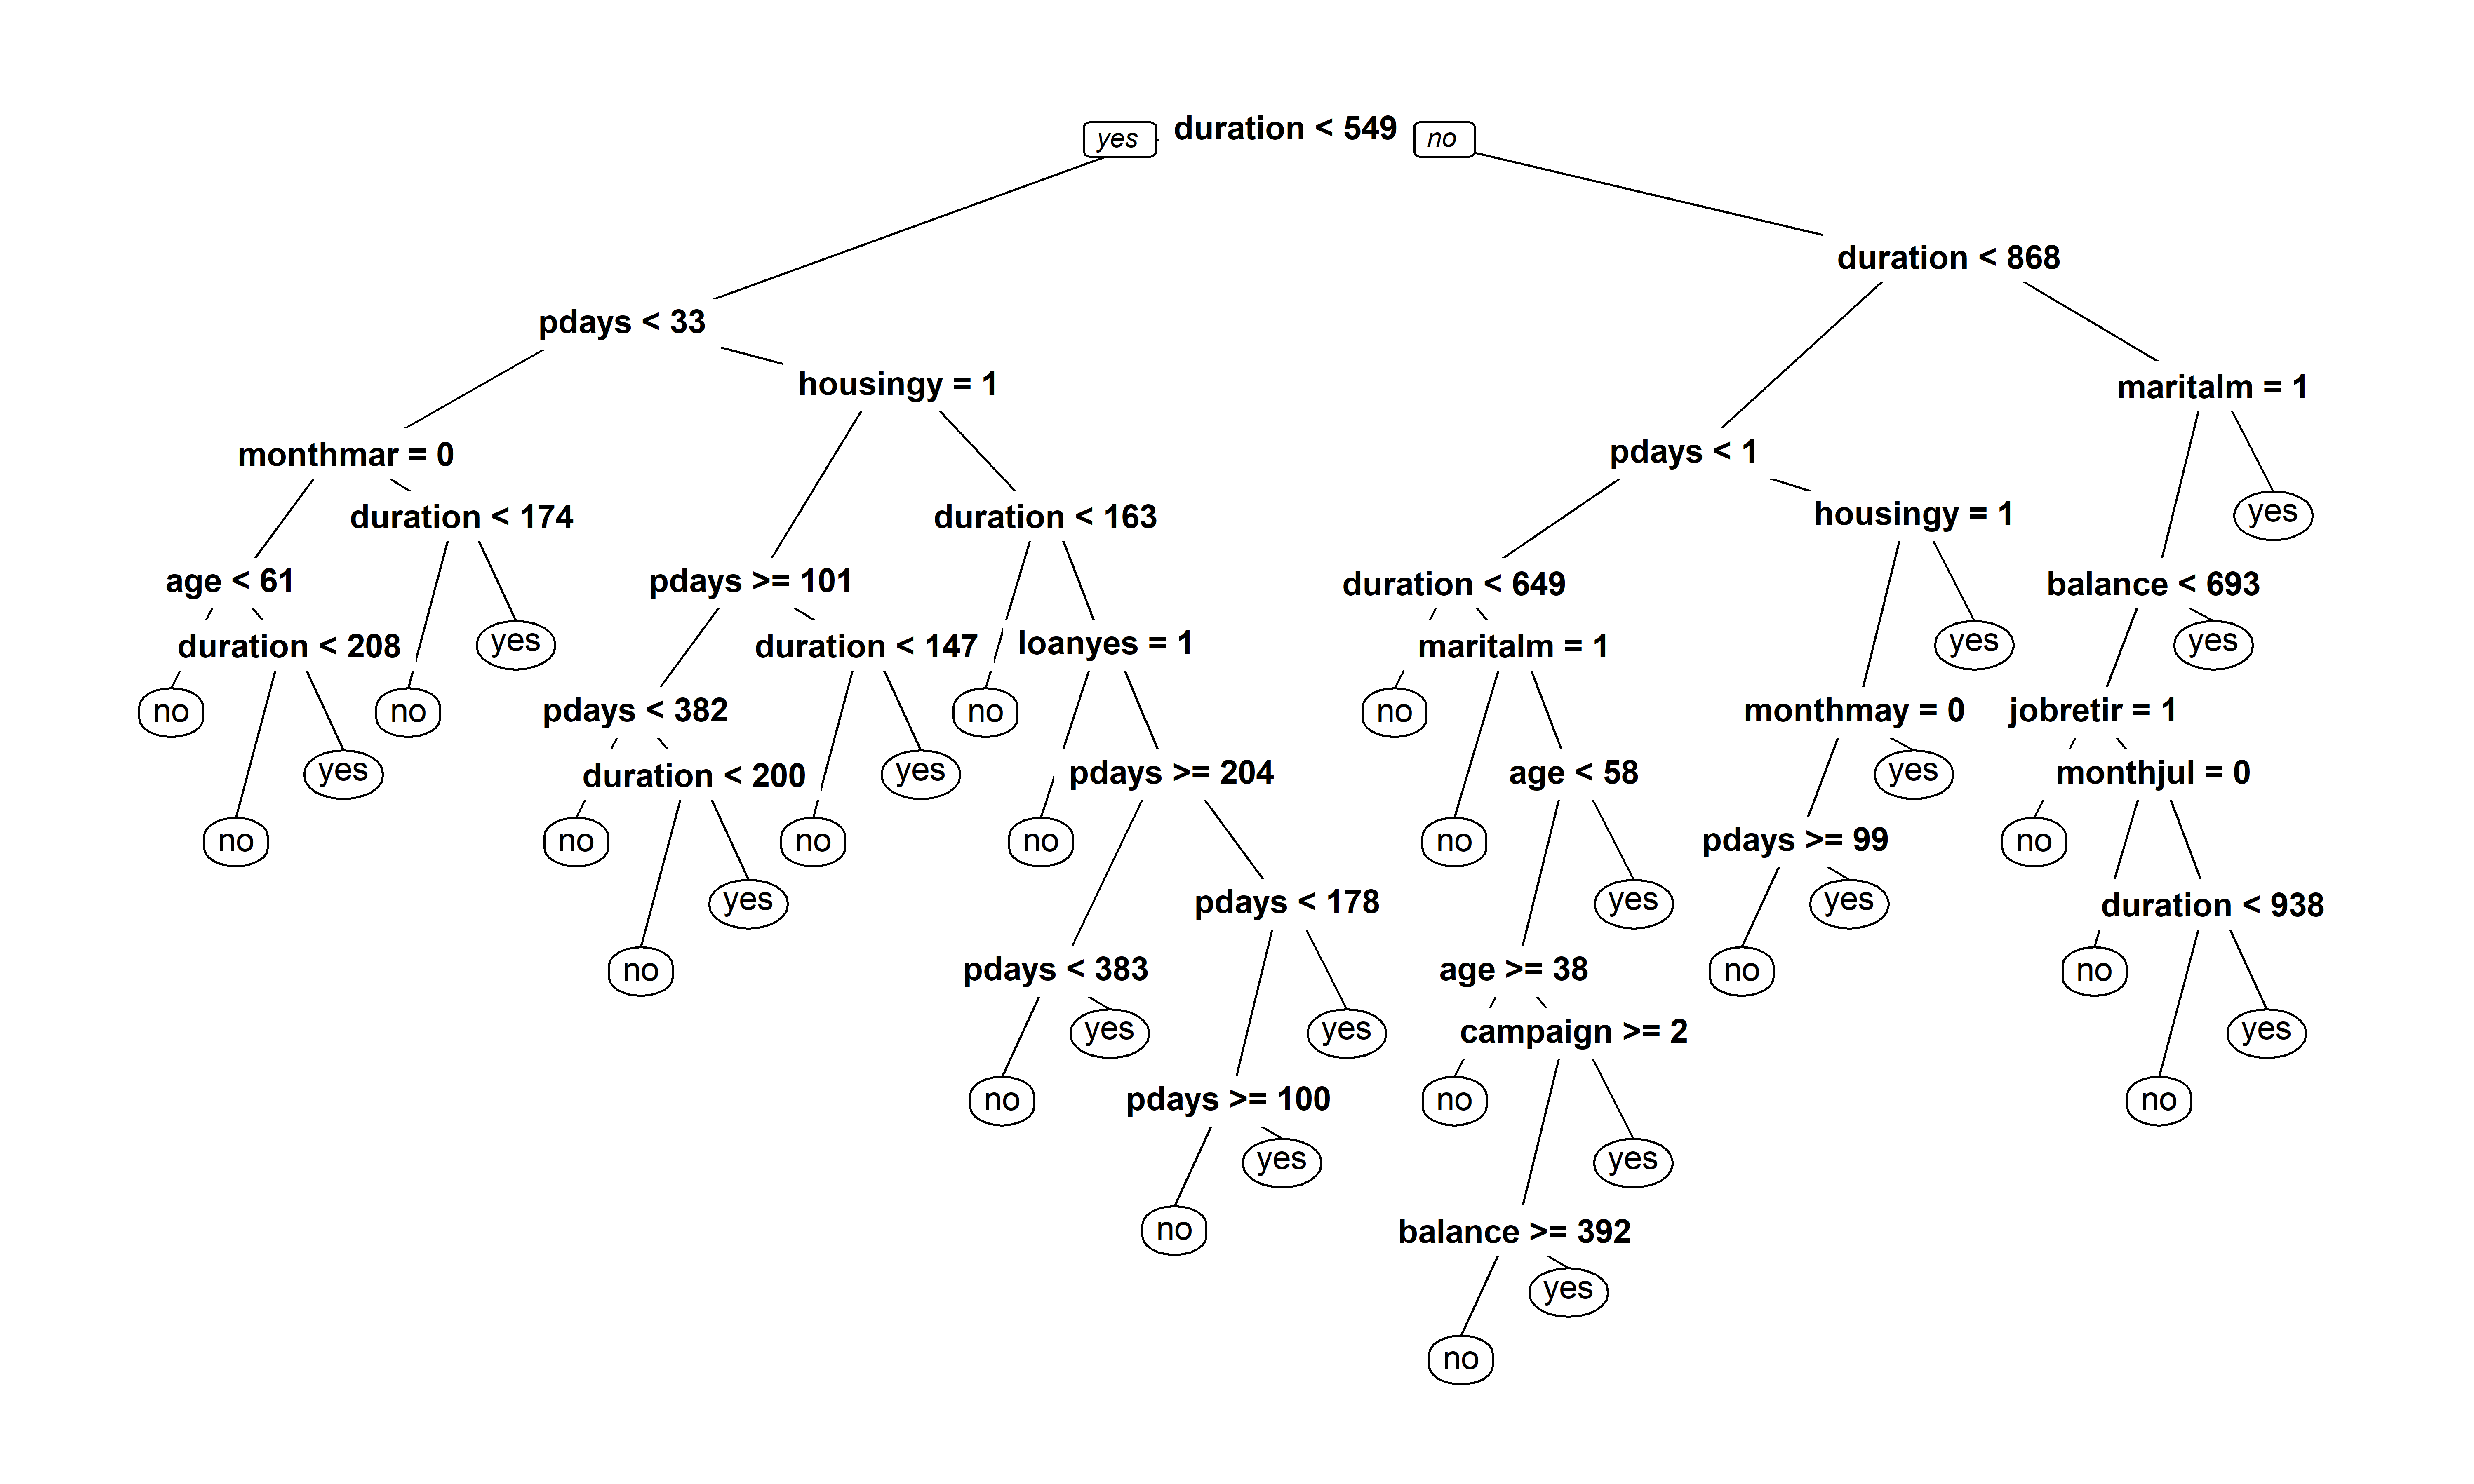 yes duration < 549 no
duration < 868
pdays < 33
housingy = 1
maritalm = 1
monthmar = 0
pdays < 1
duration < 174
duration < 163
housingy = 1
yes
age < 61
pdays >= 101
duration < 649
balance < 693
duration < 208
yes
duration < 147
loanyes = 1
maritalm = 1
yes
yes
no
no
pdays < 382
no
no
monthmay = 0
jobretir = 1
yes
duration < 200
yes
pdays >= 204
age < 58
yes
monthjul = 0
no
no
no
no
no
pdays >= 99
no
yes
pdays < 178
yes
yes
duration < 938
no
pdays < 383
age >= 38
no
no
yes
yes
campaign >= 2
yes
no
pdays >= 100
no
no
yes
yes
no
balance >= 392
yes
no